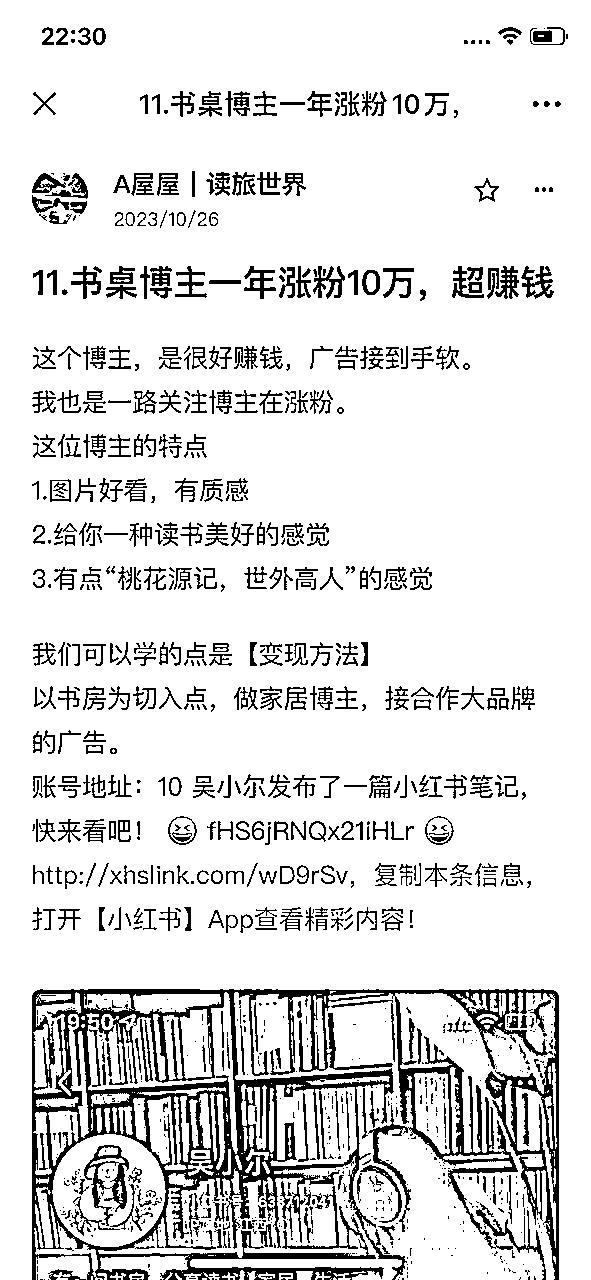 22:30
11.书桌博主一年涨粉10万，
A屋屋｜读旅世界
2023/10/26
11.书桌博主一年涨粉10万，超赚钱
这个博主，是很好赚钱，广告接到手软。
我也是一路关注博主在涨粉。
这位博主的特点
1.图片好看，有质感
2.给你一种读书美好的感觉
3.有点“桃花源记，世外高人”的感觉
我们可以学的点是【变现方法】
以书房为切入点，做家居博主，接合作大品牌
的广告。
账号地址：10 吴小尔发布了一篇小红书笔记，
快来看吧！ 😆 fHS6jRNQx21iHLr 😆
http://xhslink.com/wD9rSv，复制本条信息，
打开【小红书】App查看精彩内容！
19:50
吴小尔